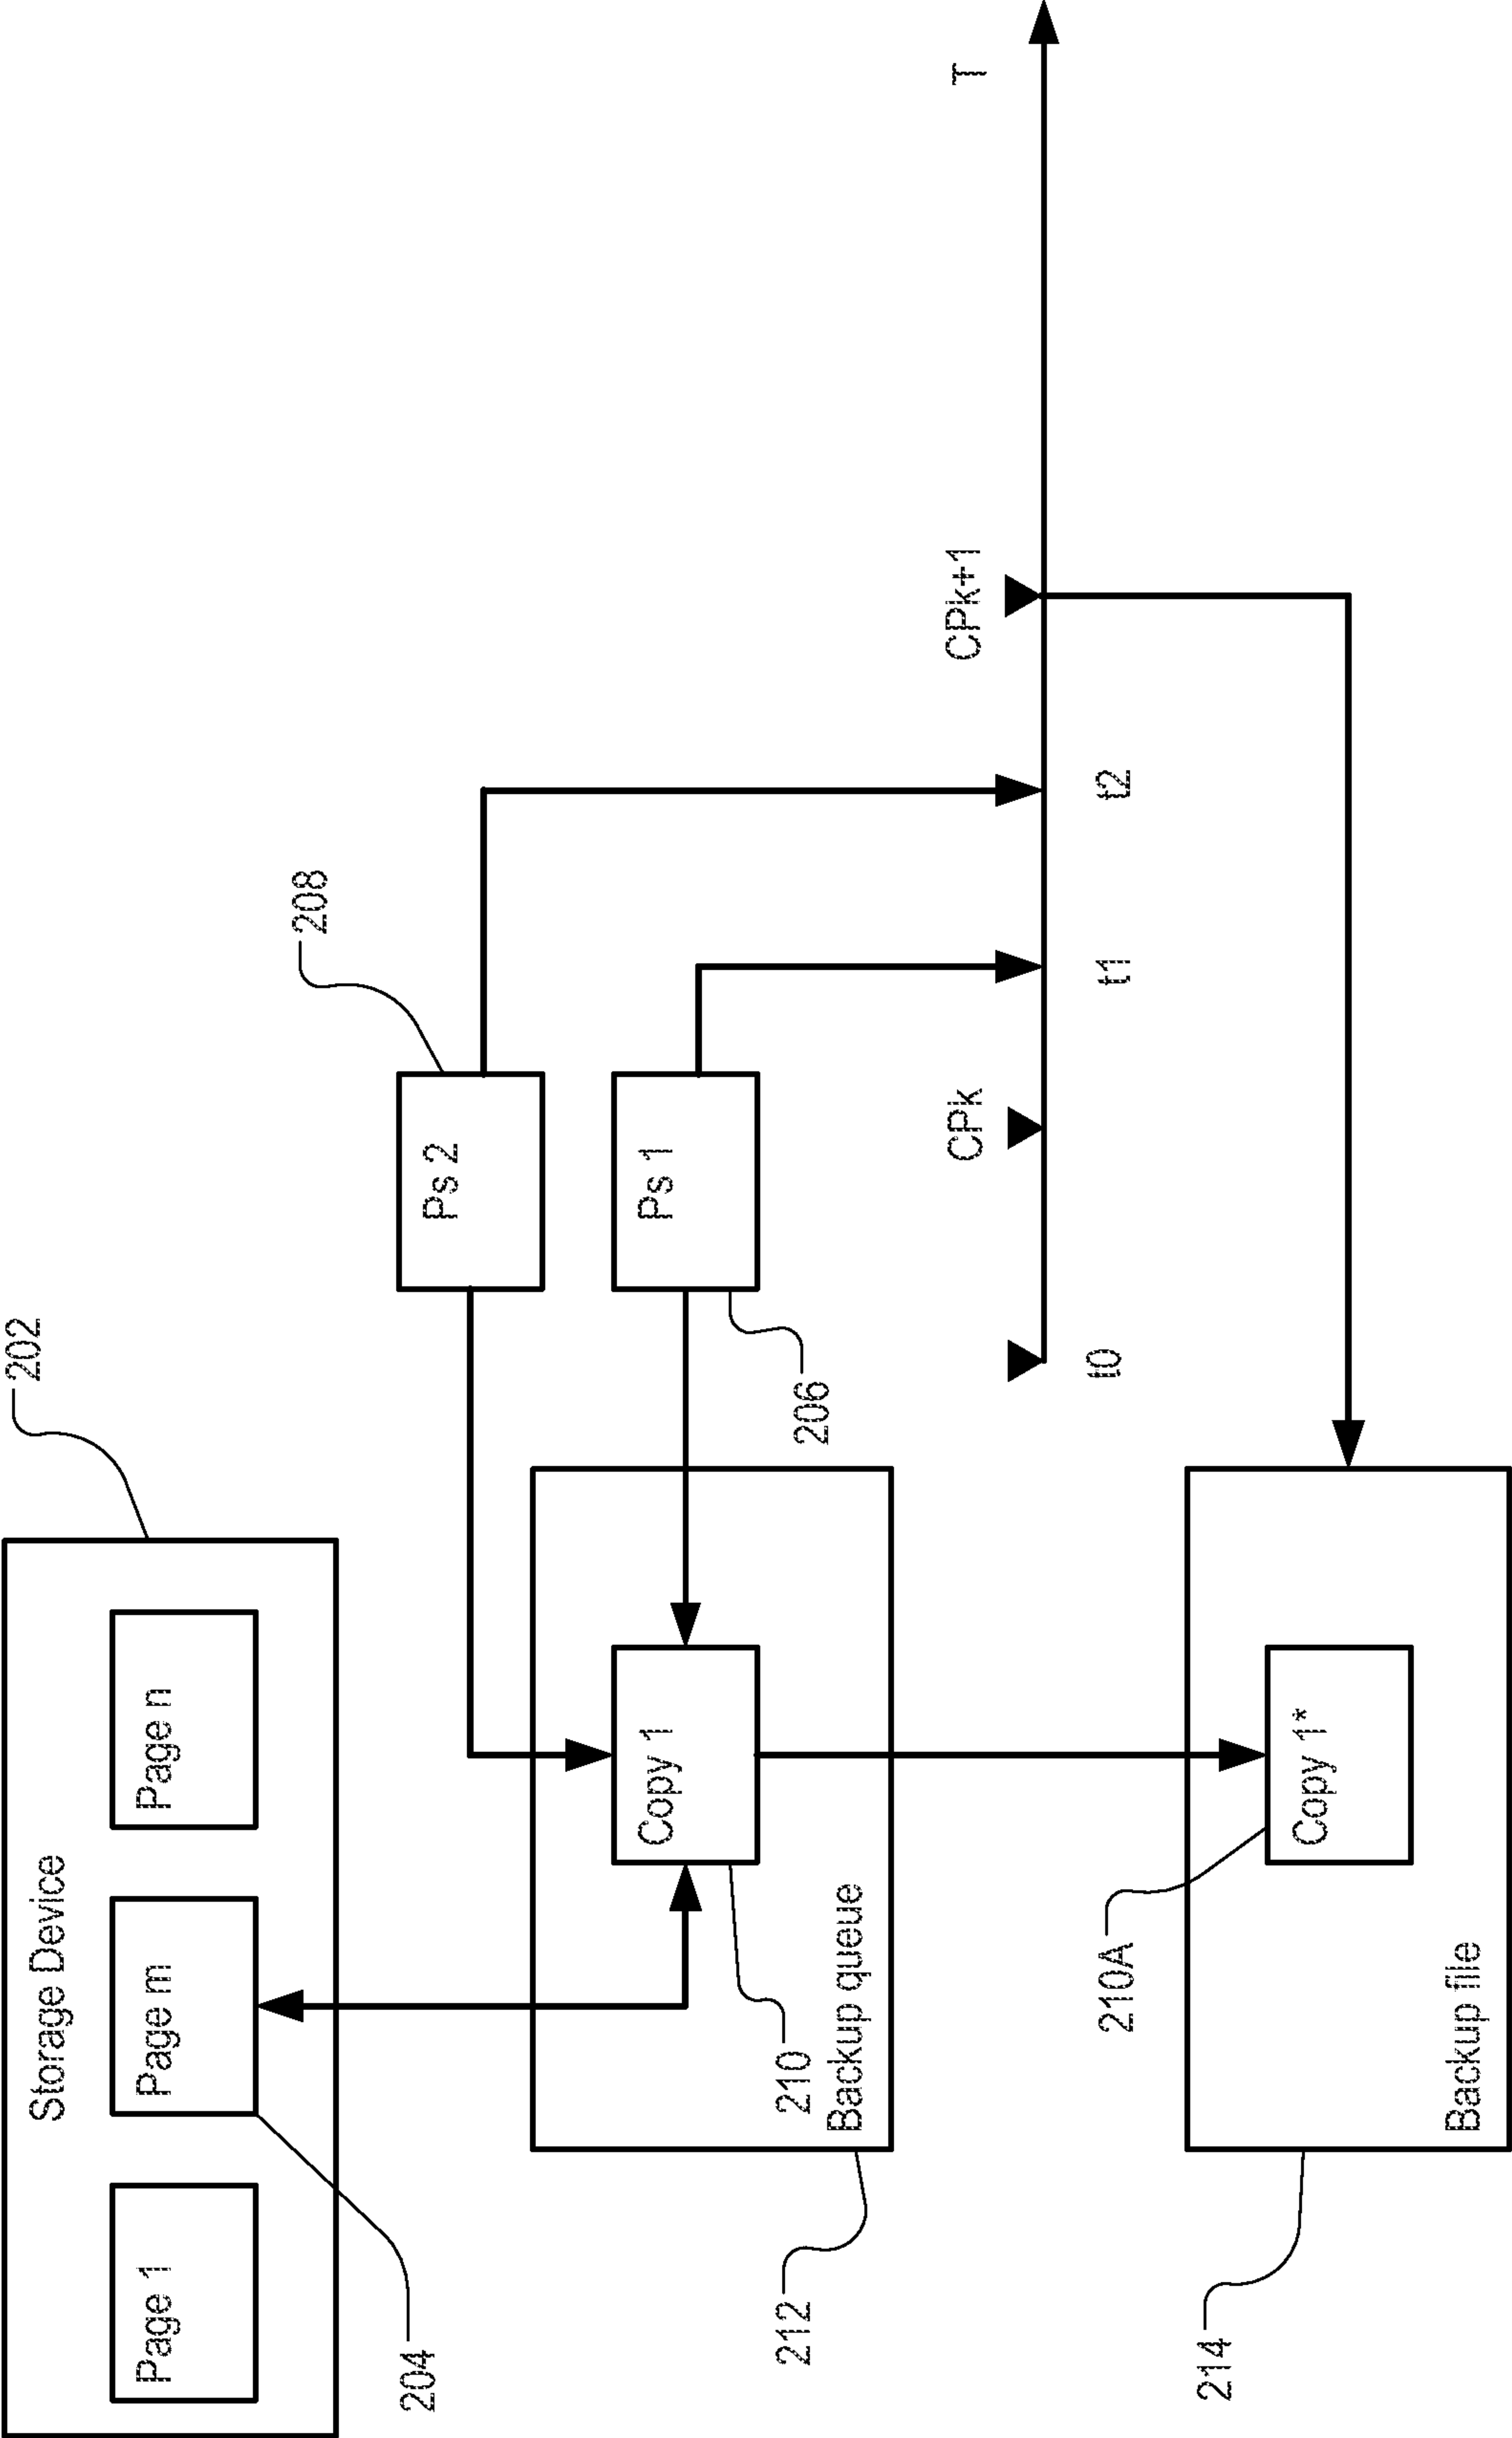 Storage Device
202
Page 1
Page m
Page n
204
208
Ps 2
Ps 1
206
Copy 1
210
Backup queue
212
T
CPk
CPk+1
t0
t1
t2
210A
Copy 1*
Backup file
214